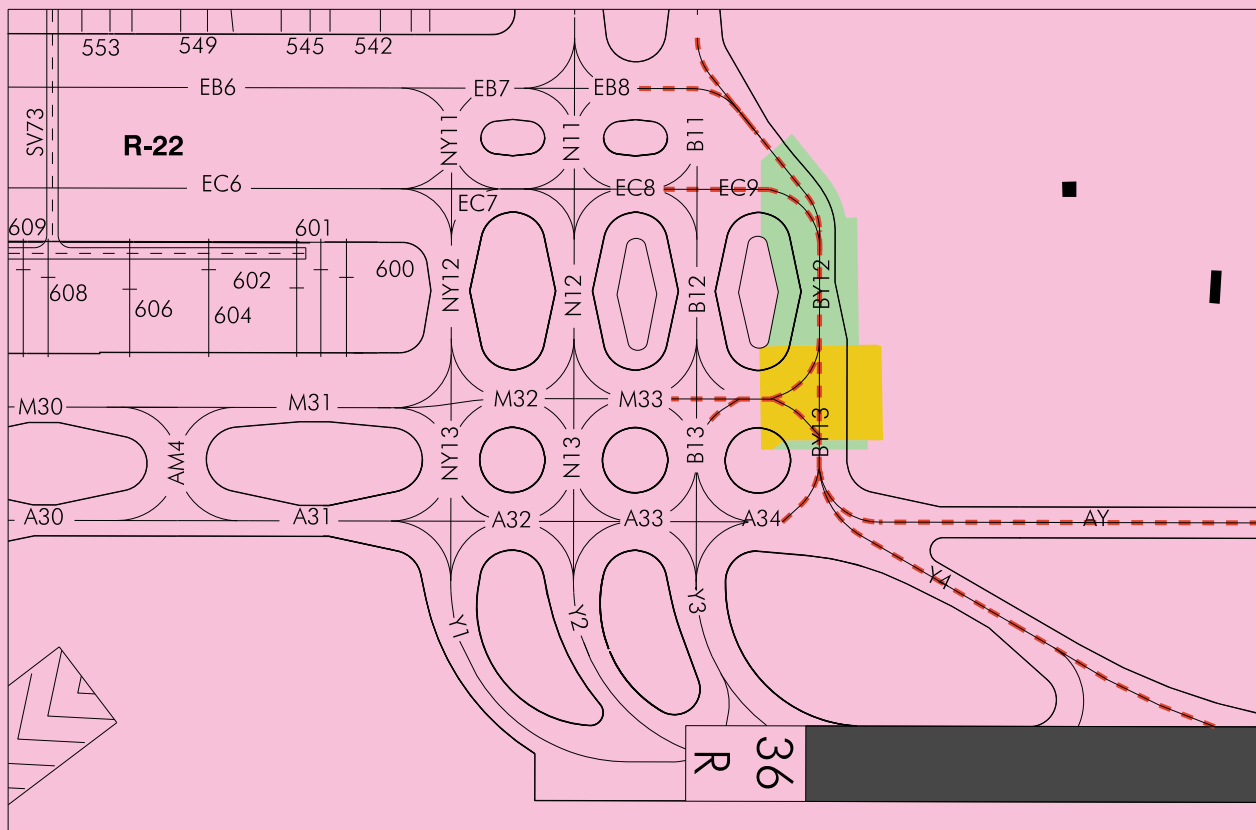 553 549 545 542
EB6 EB7 EB8
SV73 NY11 N11 B11
R-22
EC6 EC7 EC8 EC9
609 601
608 606 604 602 600
NY12 N12 B12 BY12
M30 M31 M32 M33
AM4 NY13 N13 B13 BY13
A30 A31 A32 A33 A34 AY
Y1 Y2 Y3 Y4
36
R